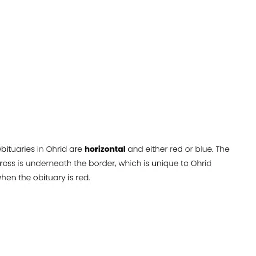 bituaries in Ohrid are horizontal and either red or blue. The
ross is underneath the border, which is unique to Ohrid
hen the obituary is red.